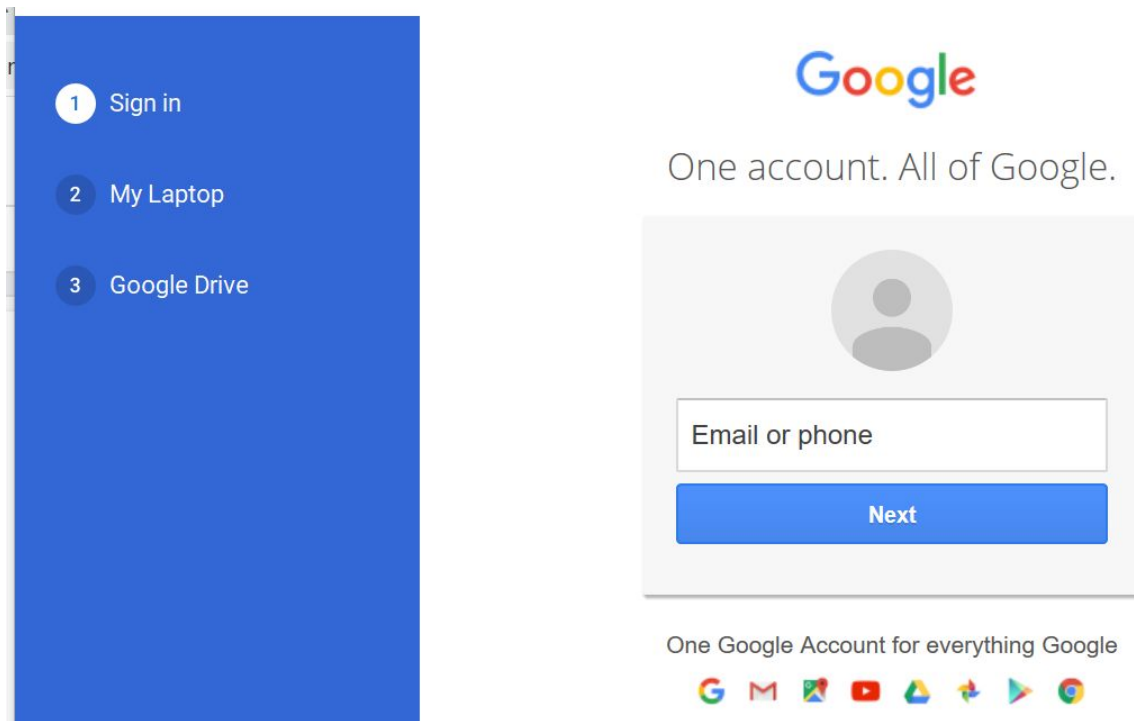 1 Sign in
2 My Laptop
3 Google Drive
Google
One account. All of Google.
Email or phone
Next
One Google Account for everything Google